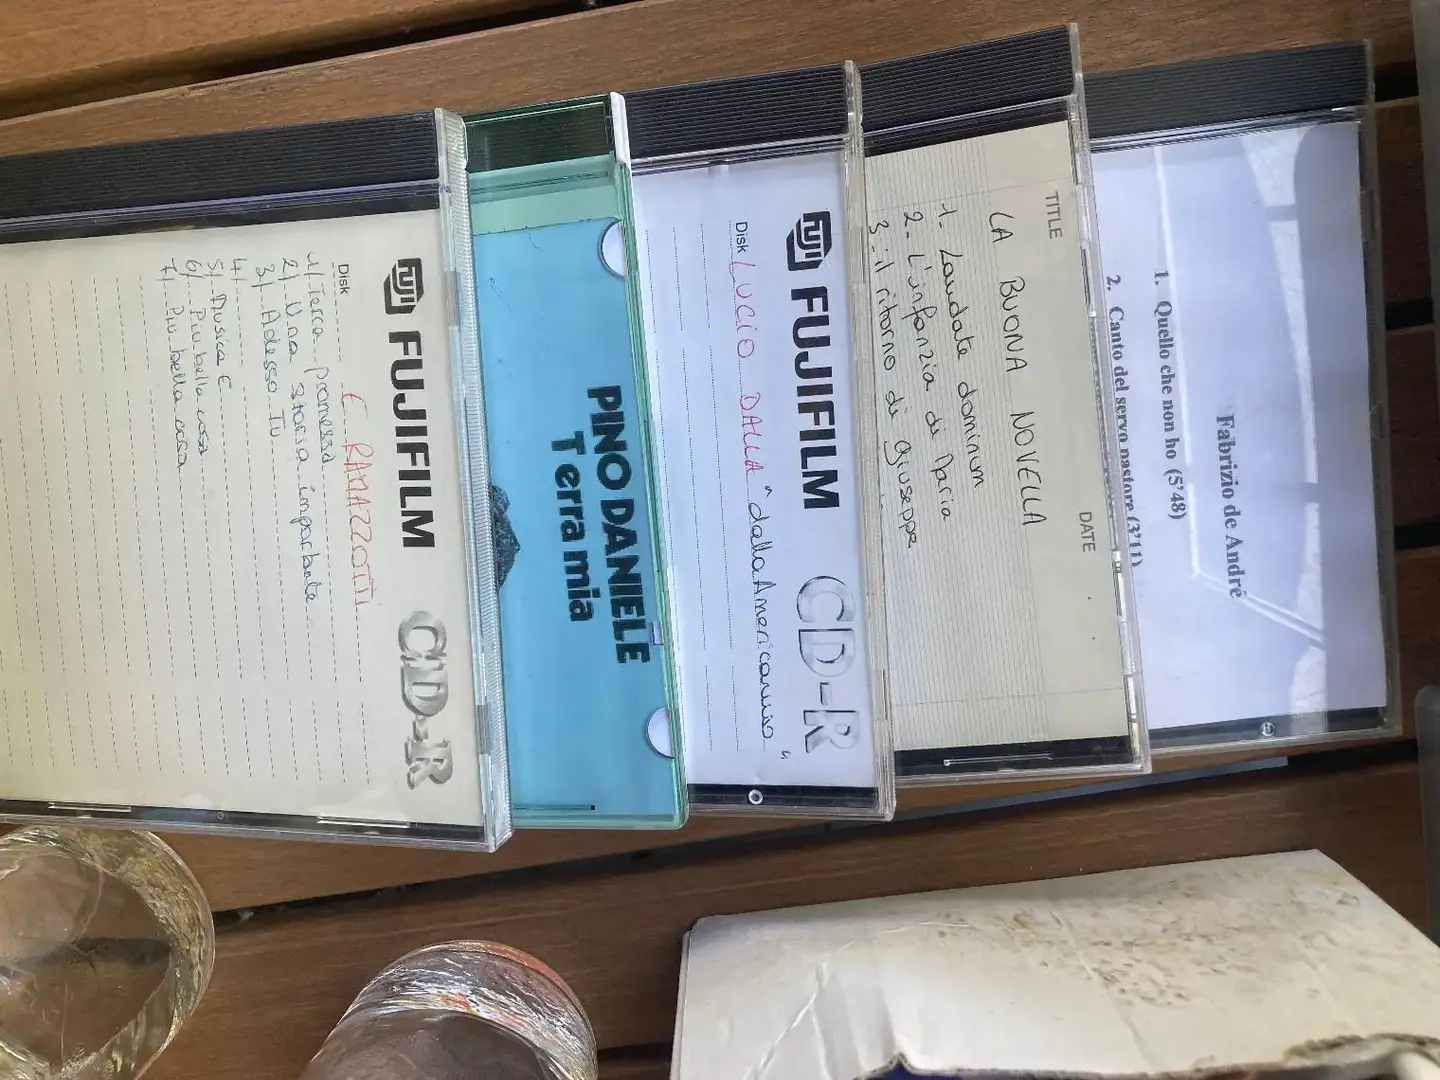 Fabrizio de André
1. Quello che non ho (5'48)
2. Canto del servo pastore (3'11)
TITLE
DATE
LA BUONA NOVELLA
1. Laudate dominum
2. L'infanzia di Maria
3. il ritorno di Giuseppe
FUJI FUJIFILM CD-R
Disk LUCIO DALLA "dallAmericaruso"
PINO DANIELE
Terra mia
FUJI FUJIFILM CD-R
E. RAMAZZOTTI
Disk
1/ Terra promessa
2/ Una storia importante
3/ Adesso Tu
4/
5/ Musica E
6/ Più bella cosa
7/ Più bella cosa